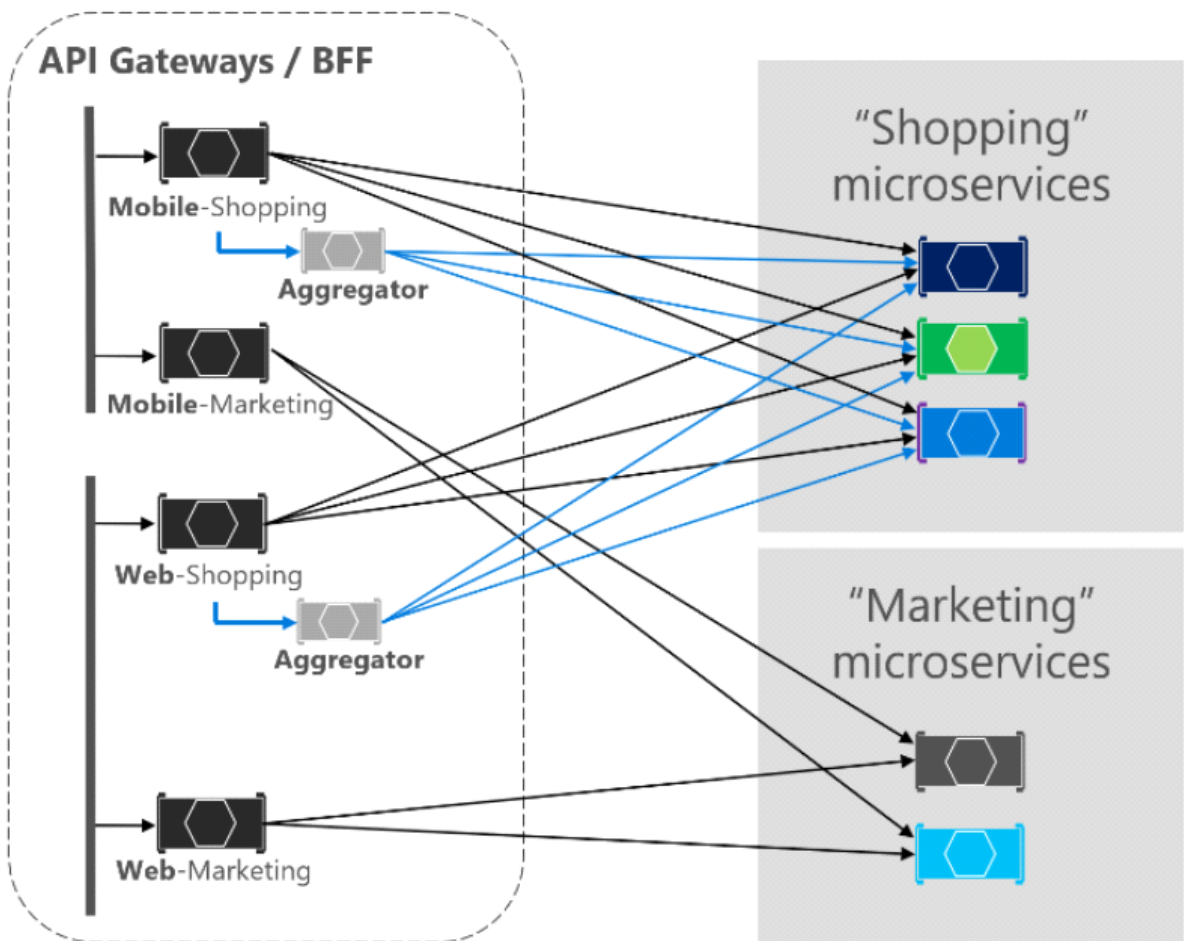 API Gateways / BFF
Mobile-Shopping
Aggregator
Mobile-Marketing
Web-Shopping
Aggregator
Web-Marketing
“Shopping”
microservices
“Marketing”
microservices